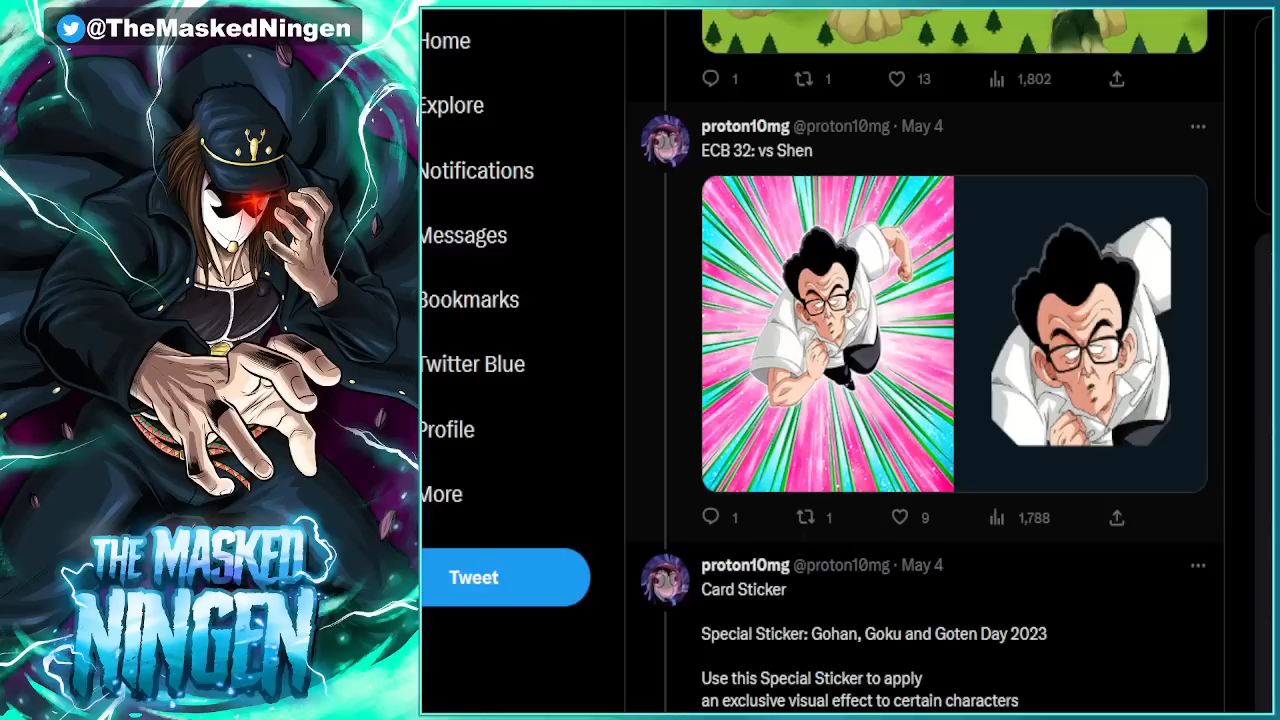 @TheMaskedNingen
THE MASKED
NINGEN
Home
Explore
Notifications
Messages
Bookmarks
Twitter Blue
Profile
More
Tweet
1 1 13 1,802
proton10mg @proton10mg · May 4
ECB 32: vs Shen
1 1 9 1,788
proton10mg @proton10mg · May 4
Card Sticker
Special Sticker: Gohan, Goku and Goten Day 2023
Use this Special Sticker to apply
an exclusive visual effect to certain characters